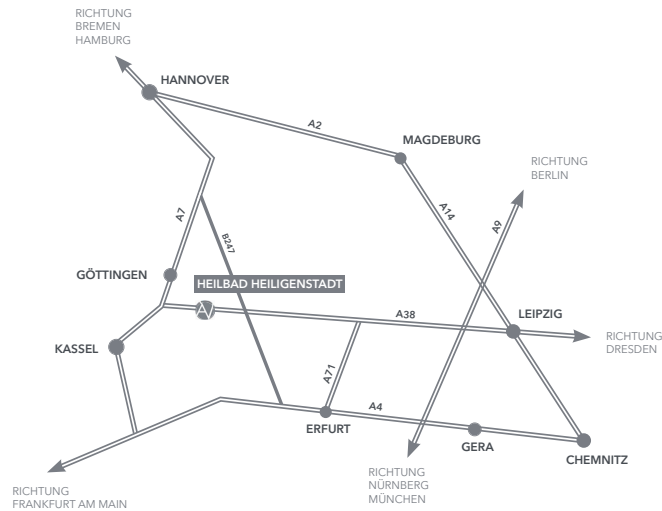 RICHTUNG
BREMEN
HAMBURG
HANNOVER
A2
MAGDEBURG
RICHTUNG
BERLIN
A7
A14
A9
B247
GÖTTINGEN
HEILBAD HEILIGENSTADT
A38
LEIPZIG
RICHTUNG
DRESDEN
KASSEL
A71
A4
ERFURT
GERA
CHEMNITZ
RICHTUNG
NÜRNBERG
MÜNCHEN
RICHTUNG
FRANKFURT AM MAIN